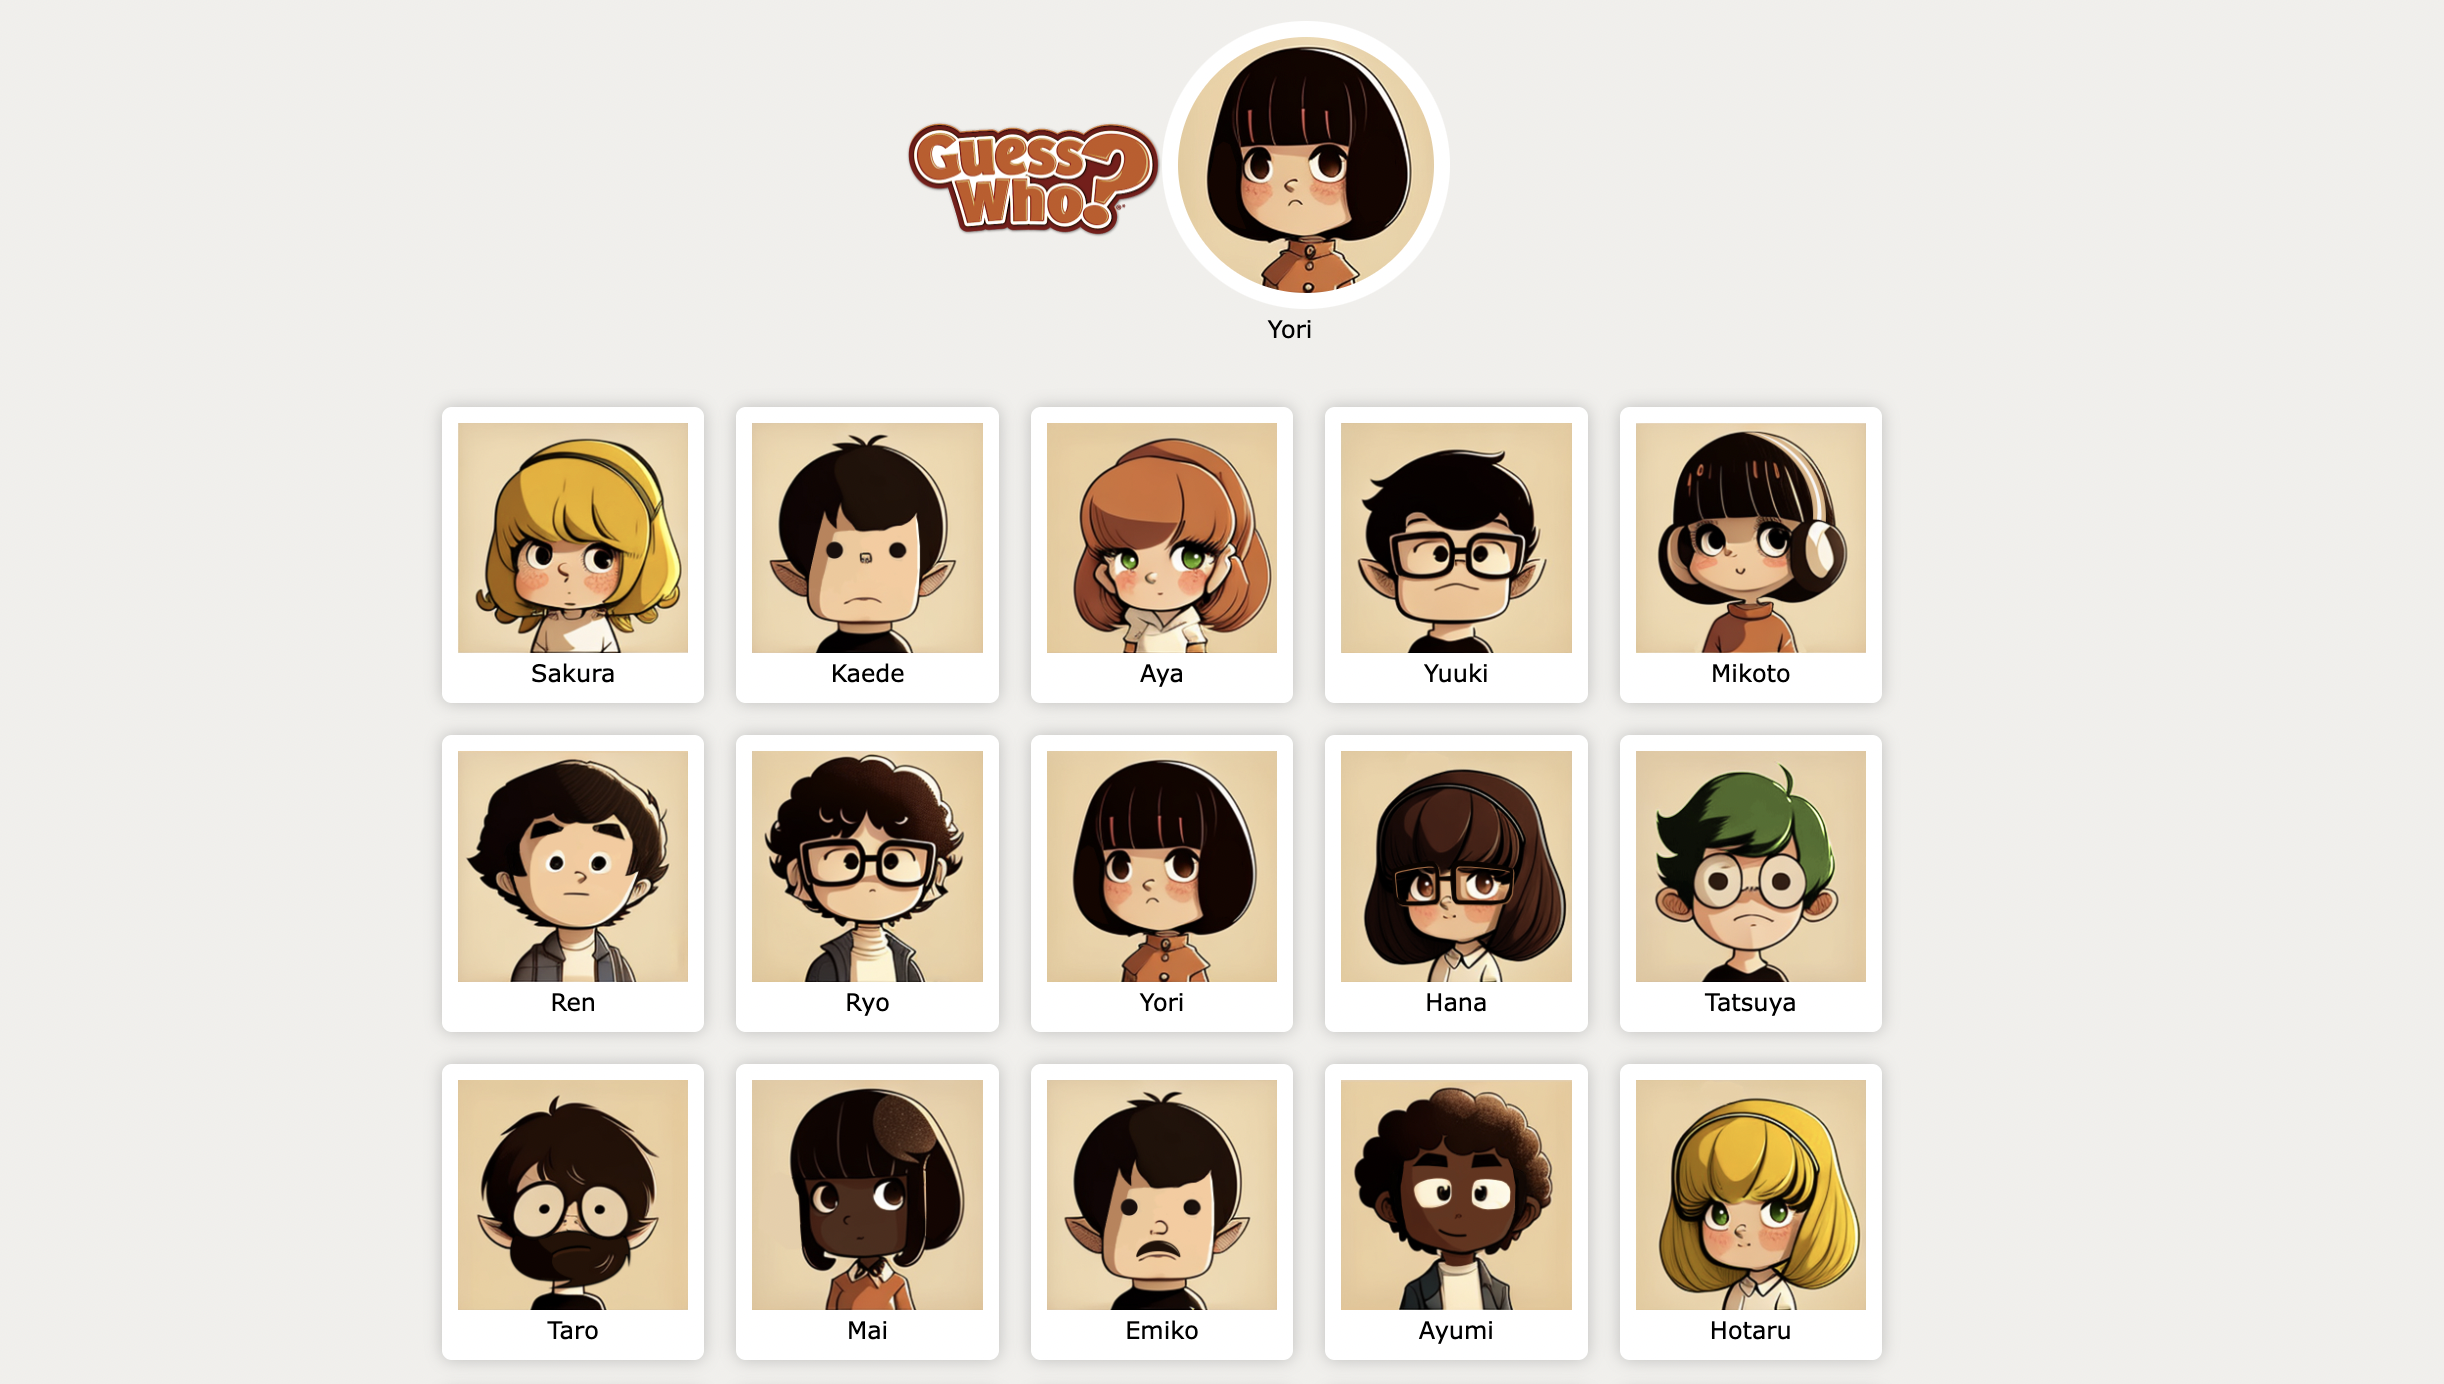 Guess
Who?
Yori
Sakura
Kaede
Aya
Yuuki
Mikoto
Ren
Ryo
Yori
Hana
Tatsuya
Taro
Mai
Emiko
Ayumi
Hotaru